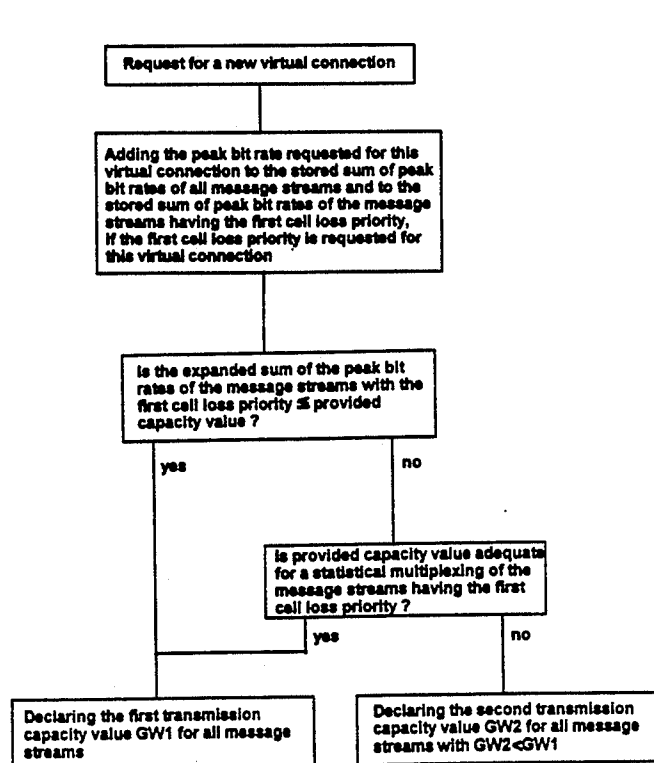 Request for a new virtual connection
Adding the peak bit rate requested for this
virtual connection to the stored sum of peak
bit rates of all message streams and to the
stored sum of peak bit rates of the message
streams having the first cell loss priority,
if the first cell loss priority is requested for
this virtual connection
Is the expanded sum of the peak bit
rates of the message streams with the
first cell loss priority ≤ provided
capacity value ?
yes
no
Is provided capacity value adequate
for a statistical multiplexing of the
message streams having the first
cell loss priority ?
yes
no
Declaring the first transmission
capacity value GW1 for all message
streams
Declaring the second transmission
capacity value GW2 for all message
streams with GW2<GW1